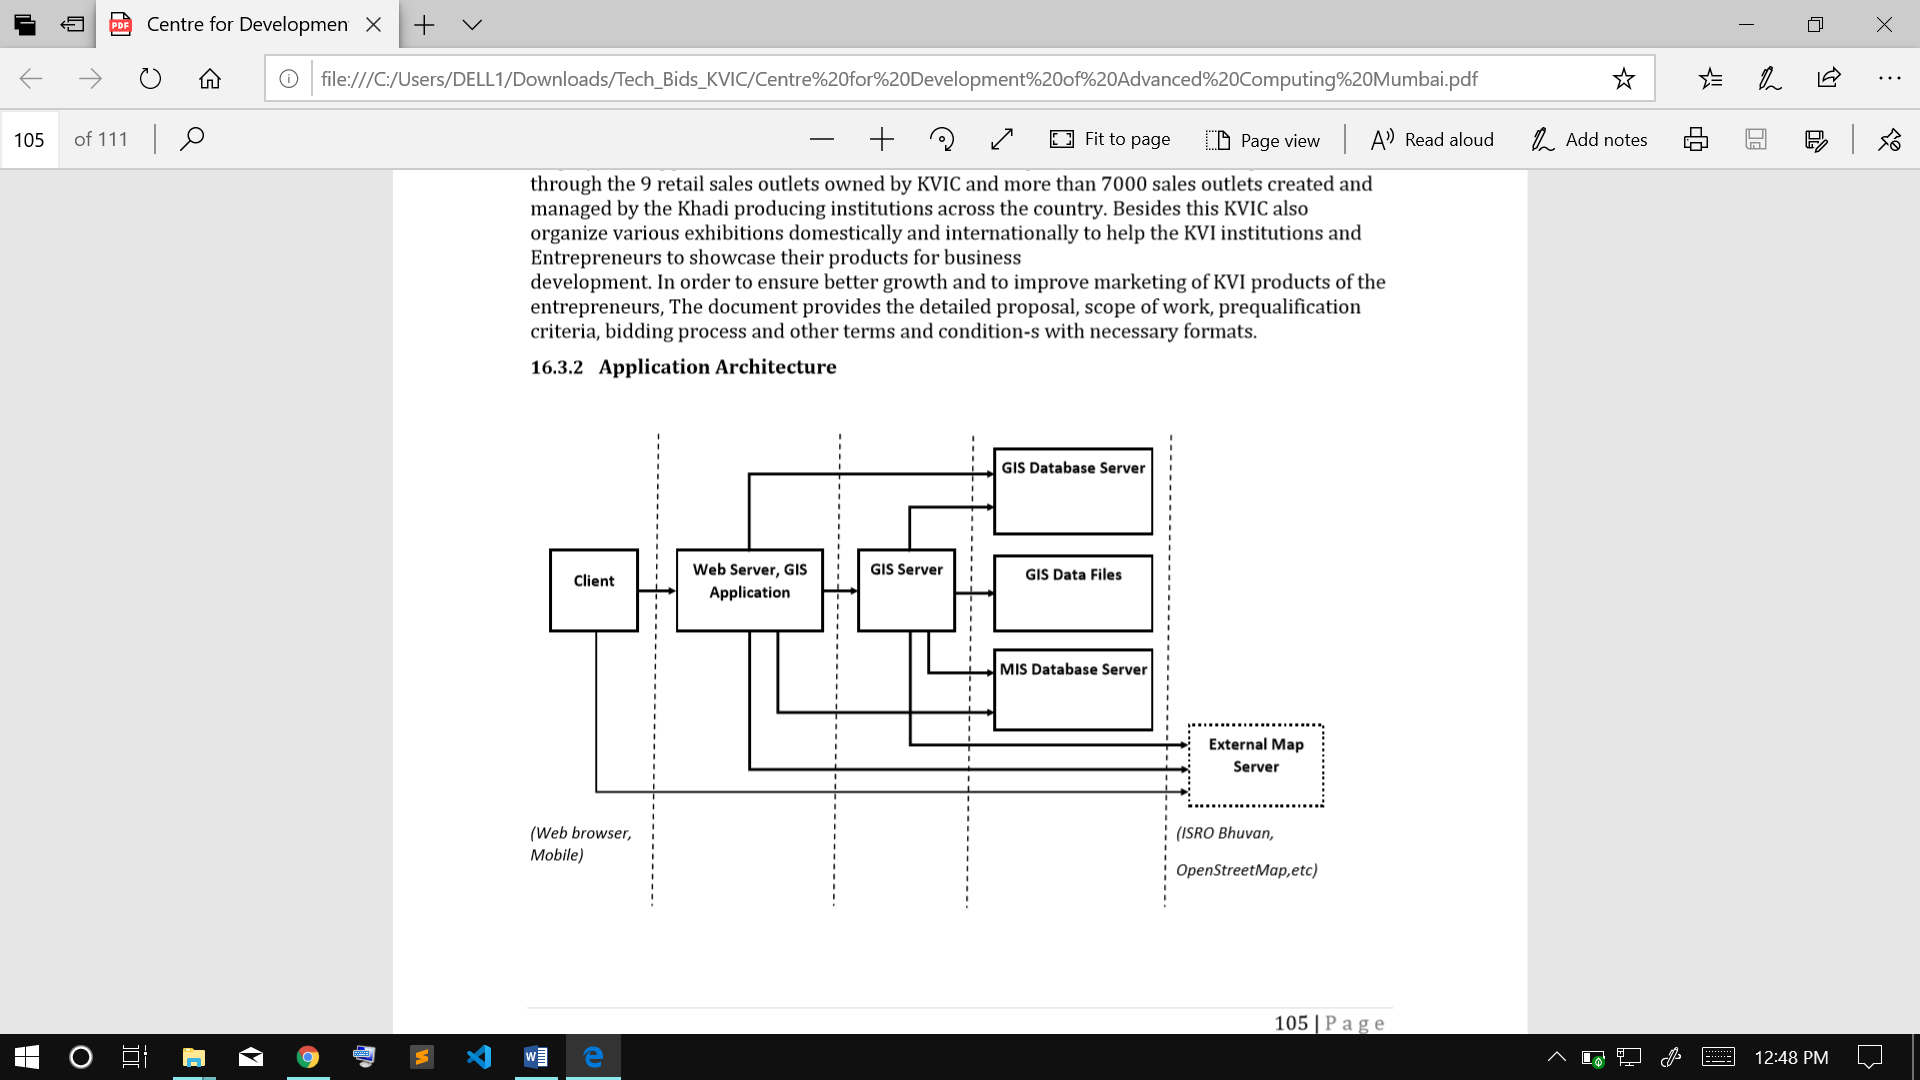 Centre for Developmen
file:///C:/Users/DELL1/Downloads/Tech_Bids_KVIC/Centre%20for%20Development%20of%20Advanced%20Computing%20Mumbai.pdf
105 of 111
Fit to page
Page view
Read aloud
Add notes
through the 9 retail sales outlets owned by KVIC and more than 7000 sales outlets created and
managed by the Khadi producing institutions across the country. Besides this KVIC also
organize various exhibitions domestically and internationally to help the KVI institutions and
Entrepreneurs to showcase their products for business
development. In order to ensure better growth and to improve marketing of KVI products of the
entrepreneurs, The document provides the detailed proposal, scope of work, prequalification
criteria, bidding process and other terms and condition-s with necessary formats.
16.3.2 Application Architecture
GIS Database Server
Client
Web Server, GIS
Application
GIS Server
GIS Data Files
MIS Database Server
External Map
Server
(Web browser,
Mobile)
(ISRO Bhuvan,
OpenStreetMap,etc)
105 | Page
12:48 PM